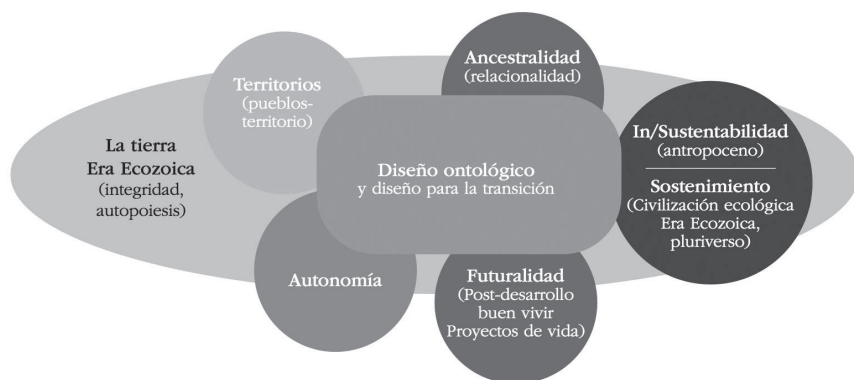 Territorios
(pueblos-
territorio)
Ancestralidad
(relacionalidad)
La tierra
Era Ecozoica
(integridad,
autopoiesis)
Diseño ontológico
y diseño para la transición
In/Sustentabilidad
(antropoceno)
Sostenimiento
(Civilización ecológica
Era Ecozoica,
pluriverso)
Autonomía
Futuralidad
(Post-desarrollo
buen vivir
Proyectos de vida)